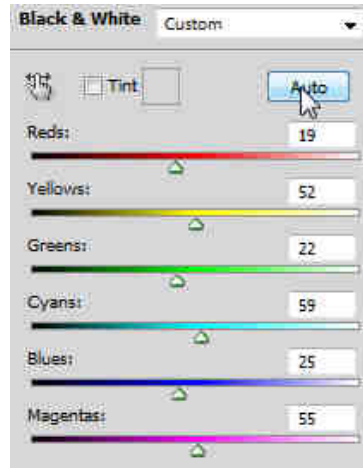 Black & White Custom
Tint Auto
Reds: 19
Yellows: 52
Greens: 22
Cyans: 59
Blues: 25
Magentas: 55